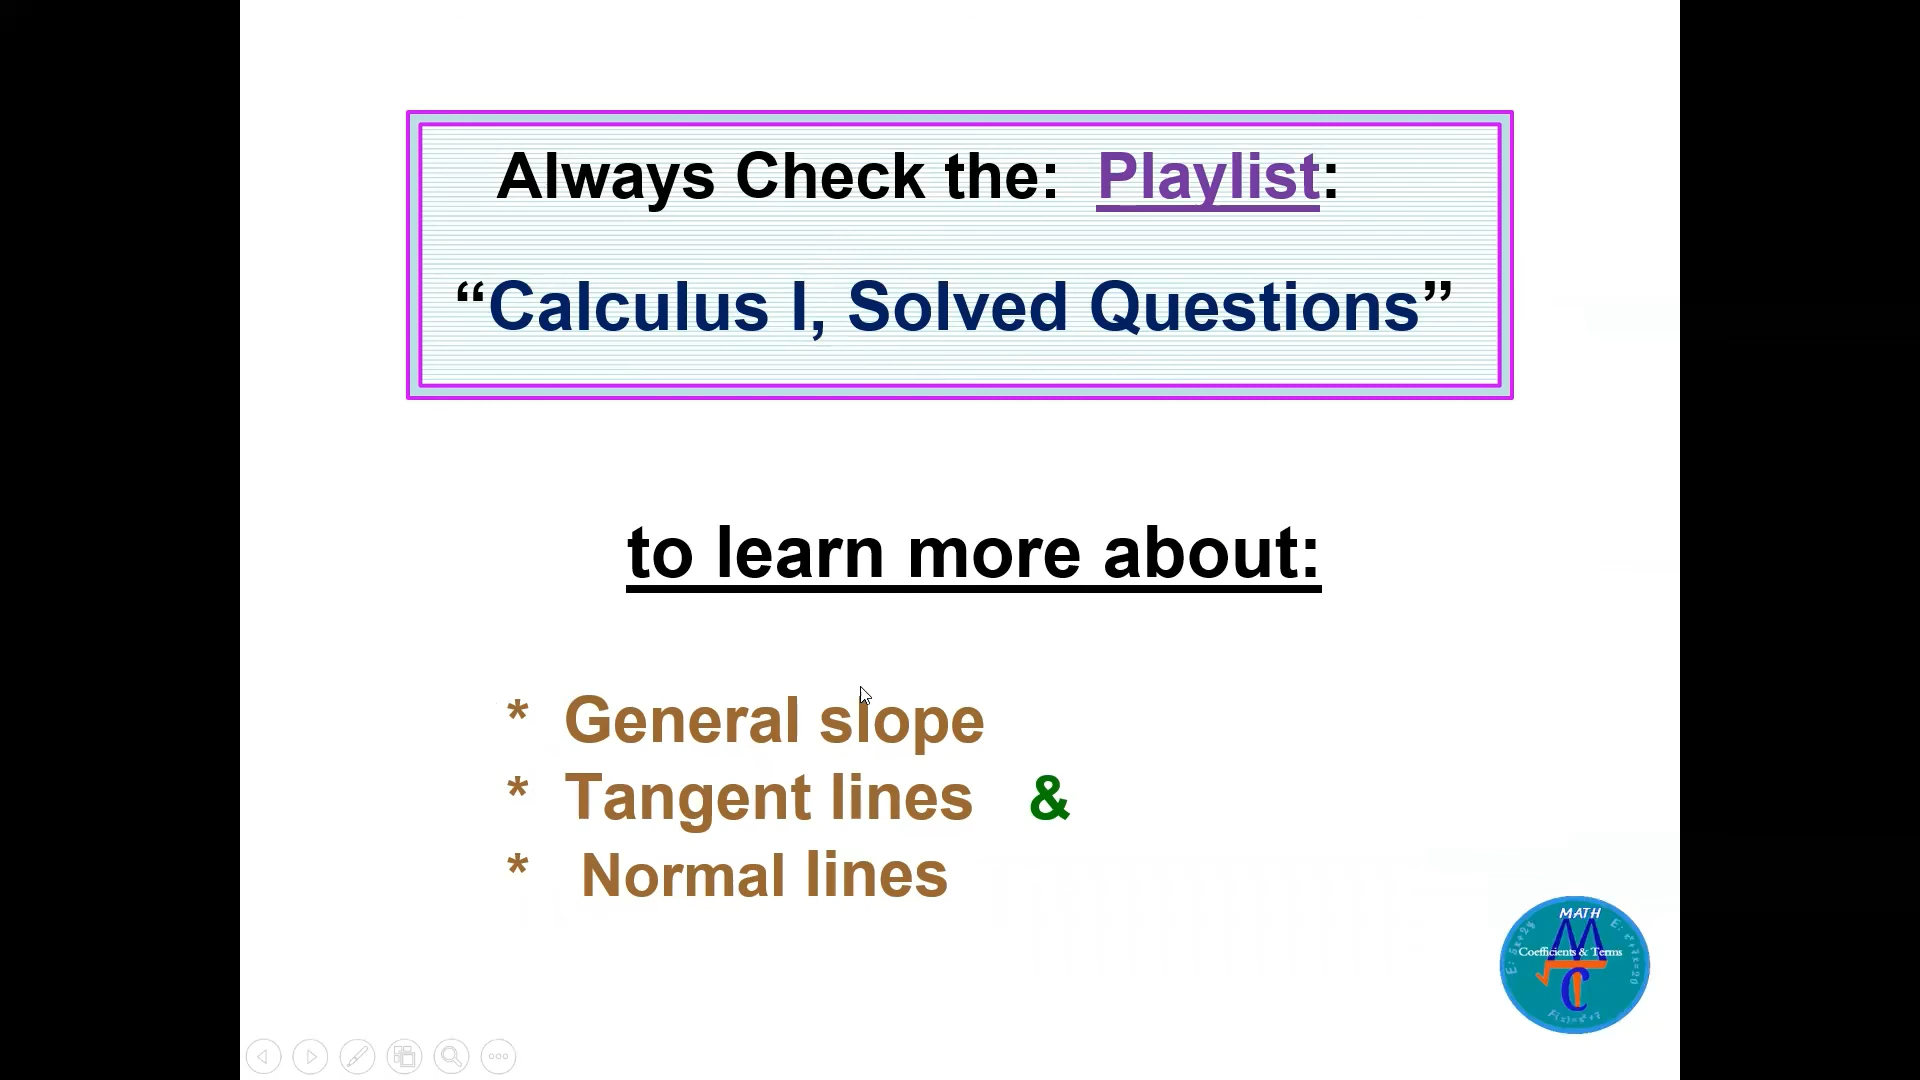 Always Check the: Playlist:
“Calculus I, Solved Questions”
to learn more about:
* General slope
* Tangent lines &
* Normal lines
MATH
Coefficients & Terms